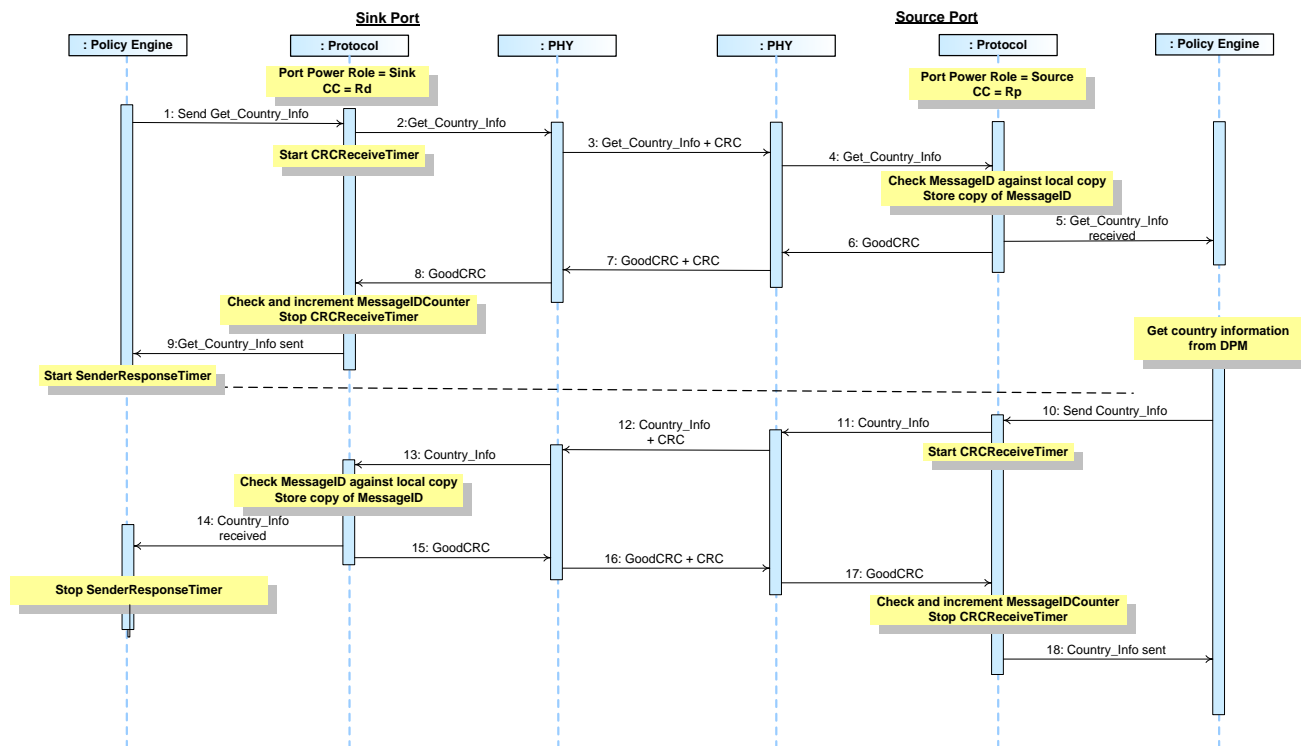 Sink Port
Source Port
: Policy Engine
: Protocol
: PHY
: PHY
: Protocol
: Policy Engine
Port Power Role = Sink
CC = Rd
Port Power Role = Source
CC = Rp
1: Send Get_Country_Info
2:Get_Country_Info
Start CRCReceiveTimer
3: Get_Country_Info + CRC
4: Get_Country_Info
Check MessageID against local copy
Store copy of MessageID
5: Get_Country_Info
received
6: GoodCRC
7: GoodCRC + CRC
8: GoodCRC
Check and increment MessageIDCounter
Stop CRCReceiveTimer
9:Get_Country_Info sent
Start SenderResponseTimer
Get country information
from DPM
10: Send Country_Info
11: Country_Info
Start CRCReceiveTimer
12: Country_Info
+ CRC
13: Country_Info
Check MessageID against local copy
Store copy of MessageID
14: Country_Info
received
15: GoodCRC
16: GoodCRC + CRC
17: GoodCRC
Stop SenderResponseTimer
Check and increment MessageIDCounter
Stop CRCReceiveTimer
18: Country_Info sent